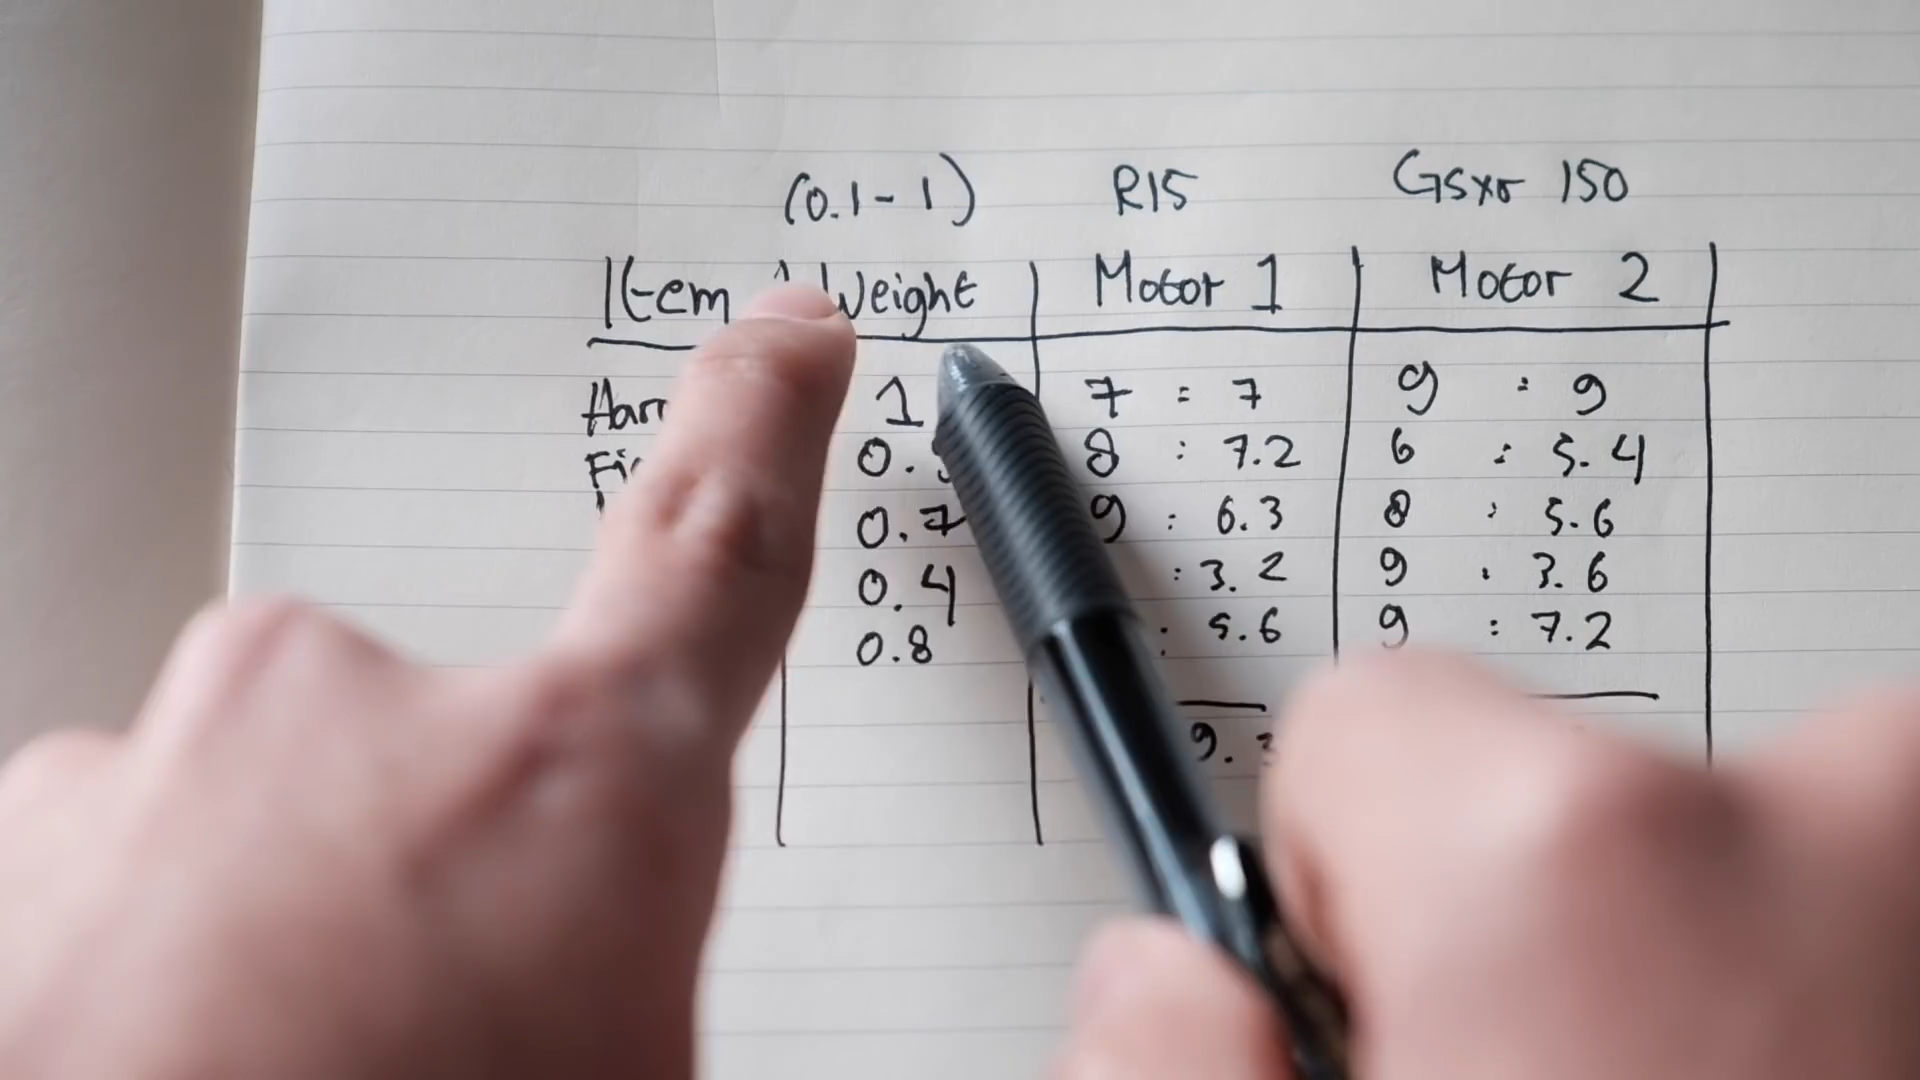 (0.1-1) R15 Gsxr 150
Item Weight Motor 1 Motor 2
1 7 : 7 9 : 9
8 : 7.2 6 : 5.4
0.7 9 : 6.3 8 : 5.6
0.4 : 3.2 9 : 3.6
0.8 : 5.6 9 : 7.2